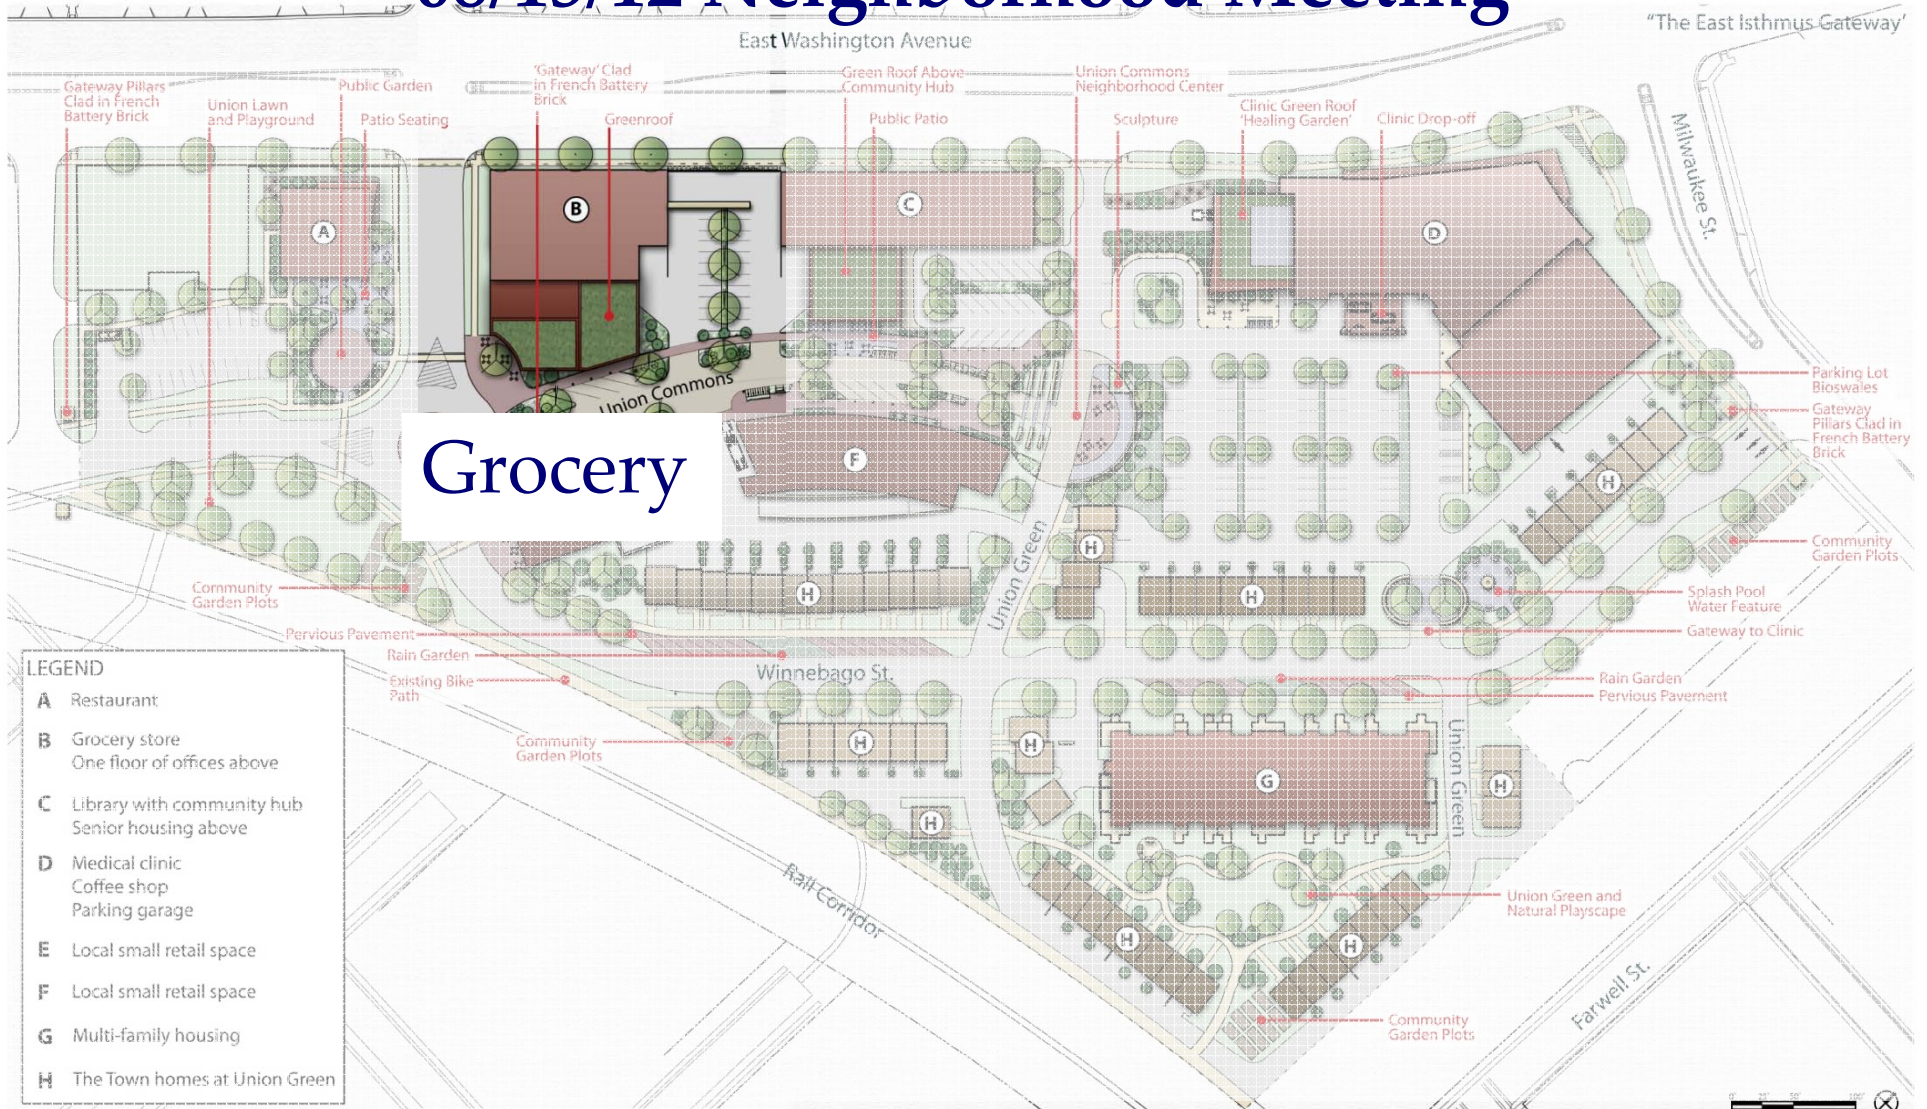 08/15/12 Neighborhood Meeting
"The East Isthmus Gateway'
East Washington Avenue
Gateway Pillars
Clad in French
Battery Brick
Union Lawn
and Playground
Public Garden
Patio Seating
'Gateway' Clad
in French Battery
Brick
Greenroof
Green Roof Above
Community Hub
Public Patio
Union Commons
Neighborhood Center
Sculpture
Clinic Green Roof
'Healing Garden'
Clinic Drop-off
Milwaukee St.
A
B
C
D
Union Commons
Parking Lot
Bioswales
Gateway
Pillars Clad in
French Battery
Brick
Grocery
F
H
Union Green
H
Community
Garden Plots
Community
Garden Plots
H
H
Splash Pool
Water Feature
Gateway to Clinic
Pervious Pavement
Rain Garden
Existing Bike
Path
Winnebago St.
Rain Garden
Pervious Pavement
Community
Garden Plots
H
H
G
Union Green
H
H
Rail Corridor
Union Green and
Natural Playscape
H
H
Farwell St.
Community
Garden Plots
LEGEND
A Restaurant
B Grocery store
One floor of offices above
C Library with community hub
Senior housing above
D Medical clinic
Coffee shop
Parking garage
E Local small retail space
F Local small retail space
G Multi-family housing
H The Town homes at Union Green